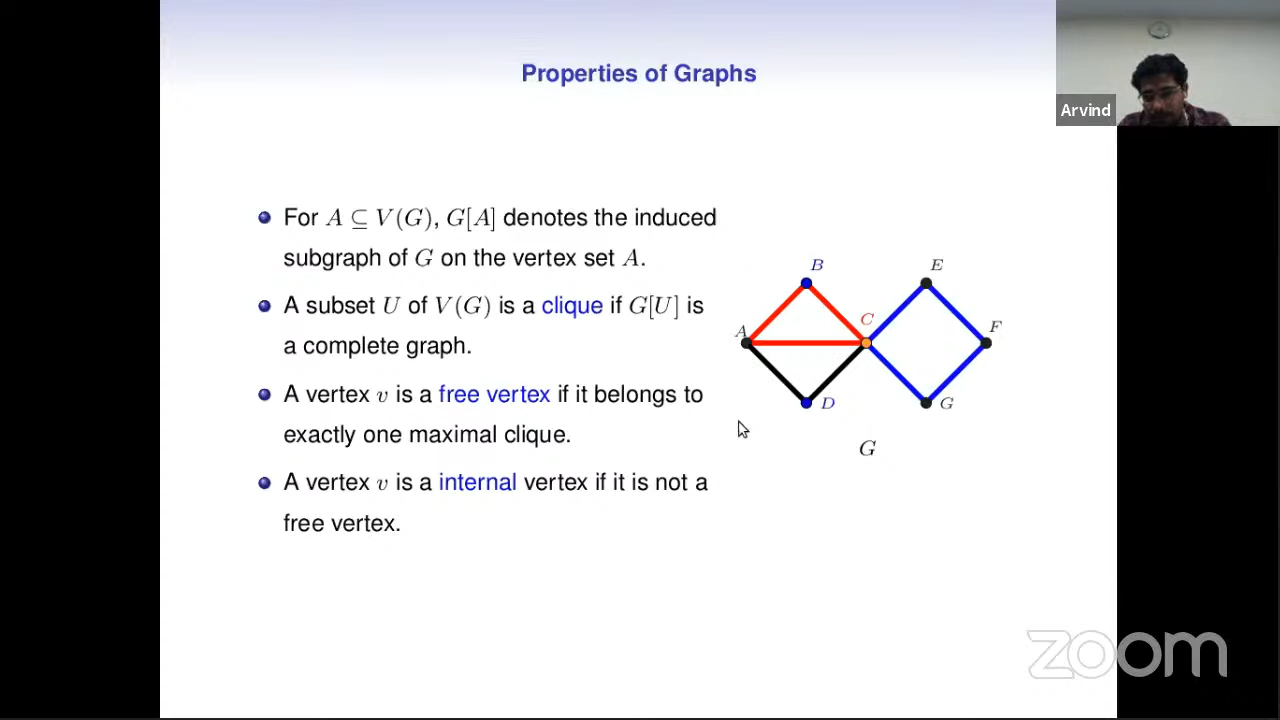 Properties of Graphs
Arvind
For A ⊆ V(G), G[A] denotes the induced
subgraph of G on the vertex set A.
A subset U of V(G) is a clique if G[U] is
a complete graph.
A vertex v is a free vertex if it belongs to
exactly one maximal clique.
A vertex v is a internal vertex if it is not a
free vertex.
B
E
C
A
F
D
G
G
zoom